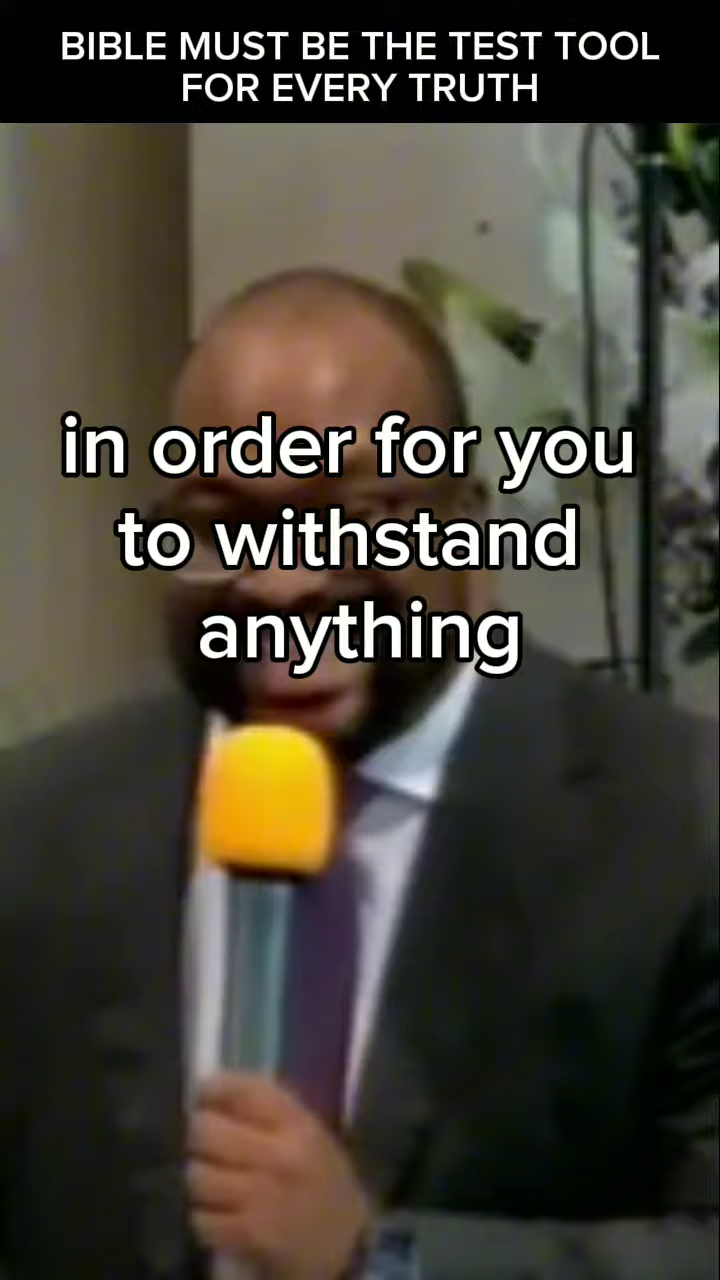 BIBLE MUST BE THE TEST TOOL
FOR EVERY TRUTH
in order for you
to withstand
anything